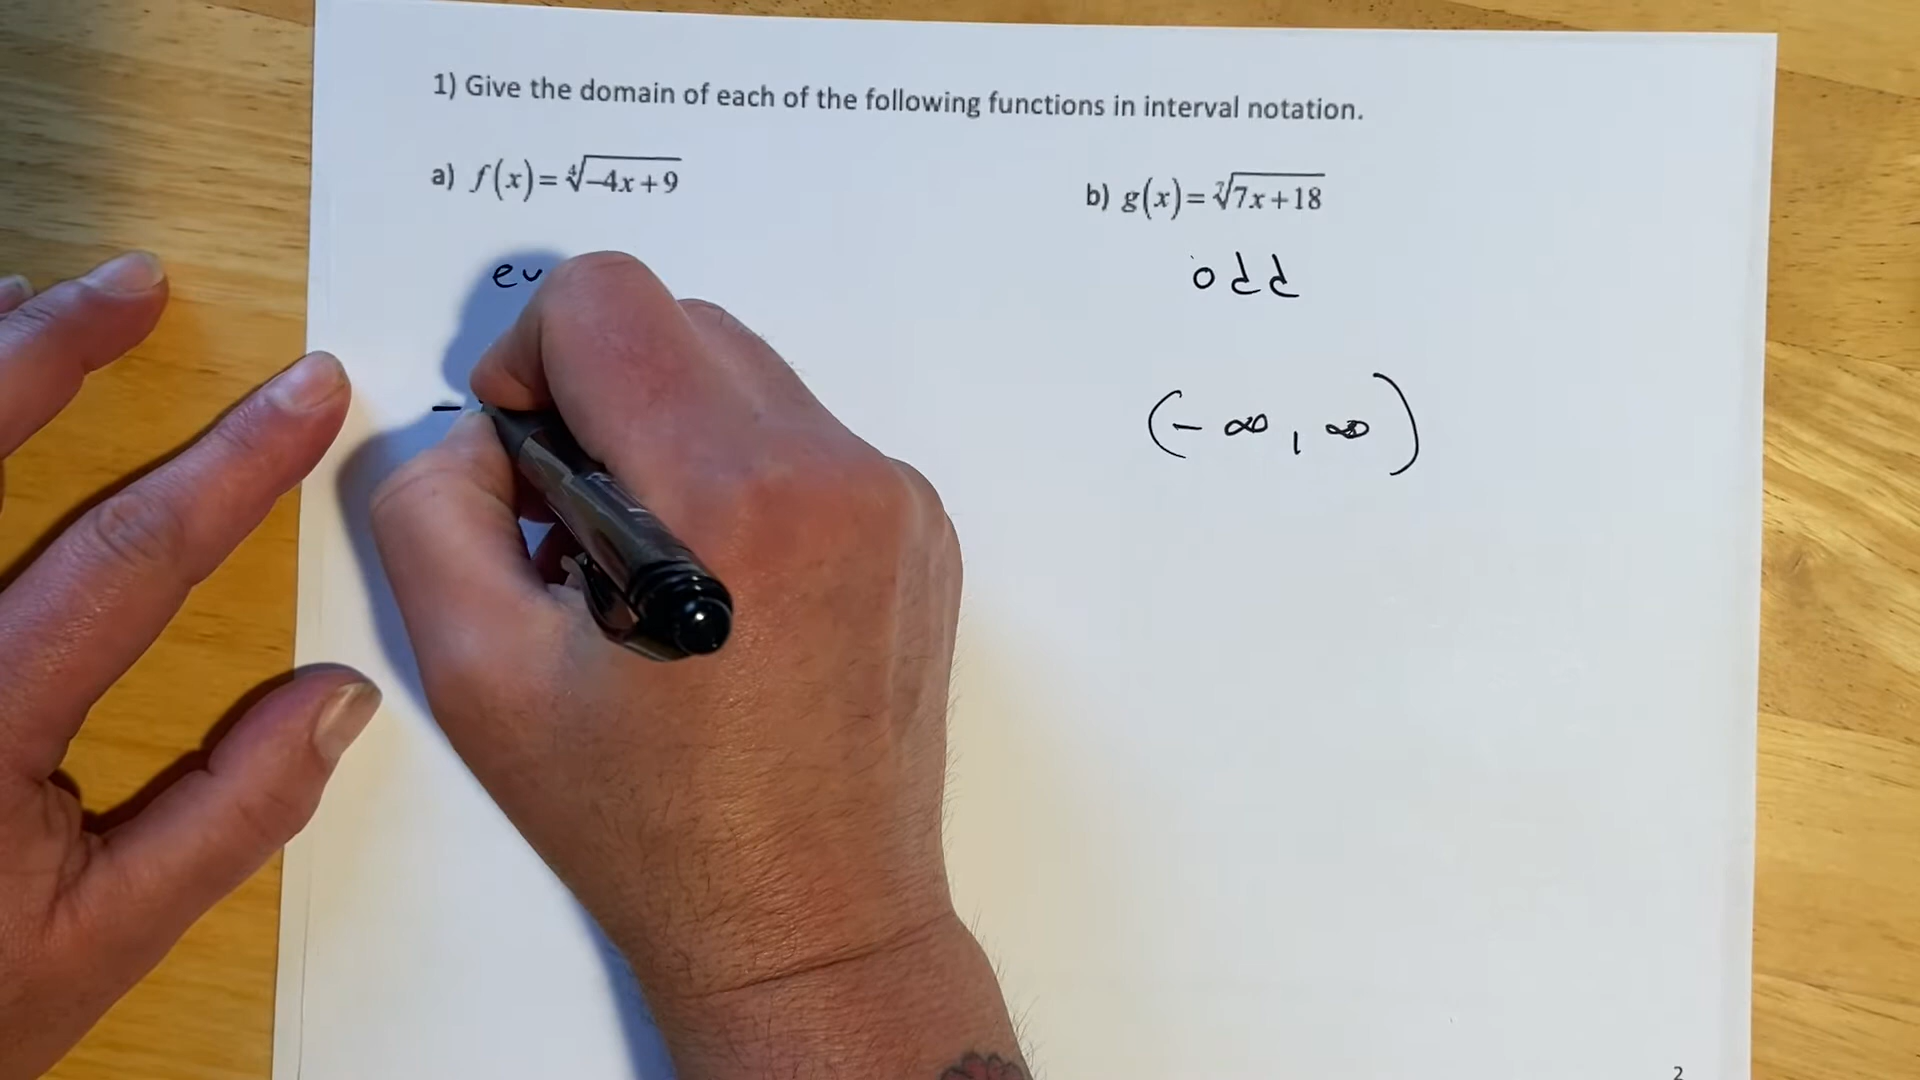 1) Give the domain of each of the following functions in interval notation.
a) f(x)=∜-4x+9
b) g(x)=⁷√7x+18
ev
odd
-
(-∞,∞)
2